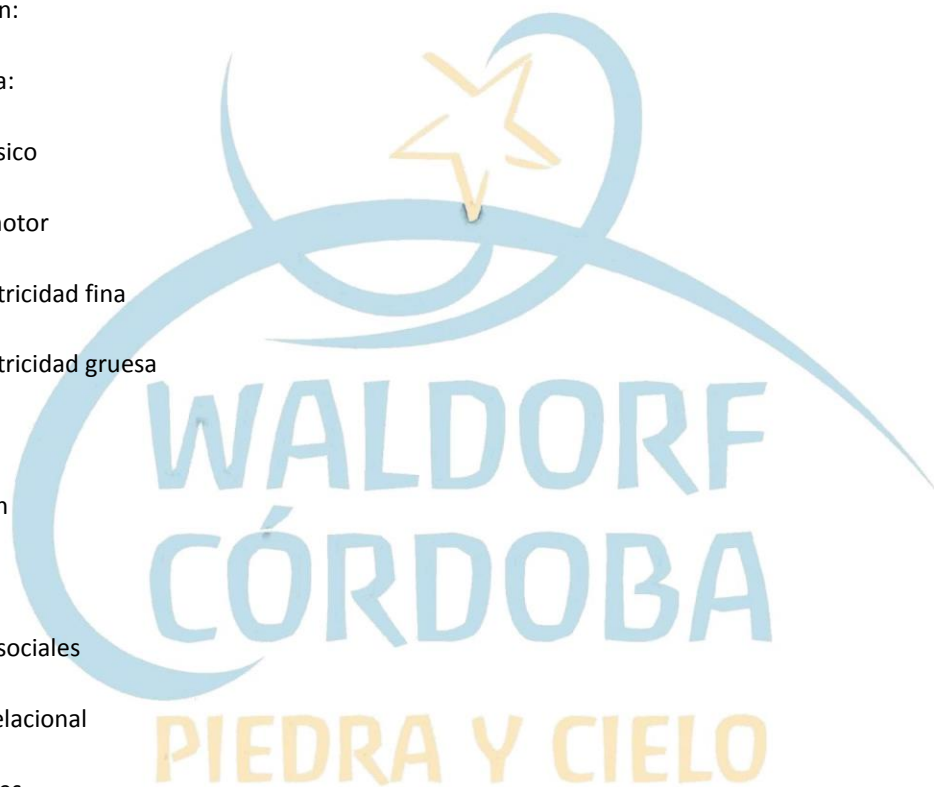 n:
a:
sico
notor
tricidad fina
tricidad gruesa
WALDORF
n
CÓRDOBA
sociales
elacional
PIEDRA Y CIELO